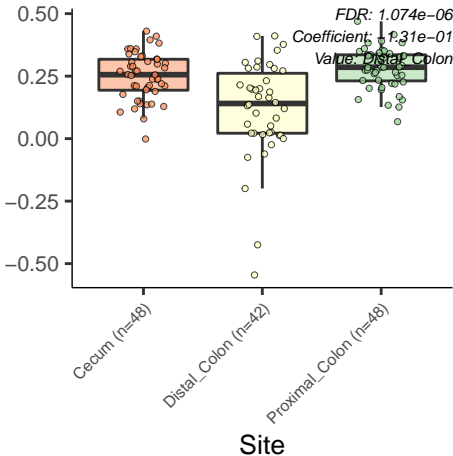 FDR: 1.074e−06
Coefficient: −1.31e−01
Value: Distal_Colon
0.50
0.25
0.00
−0.25
−0.50
Cecum (n=48)
Distal_Colon (n=42)
Proximal_Colon (n=48)
Site